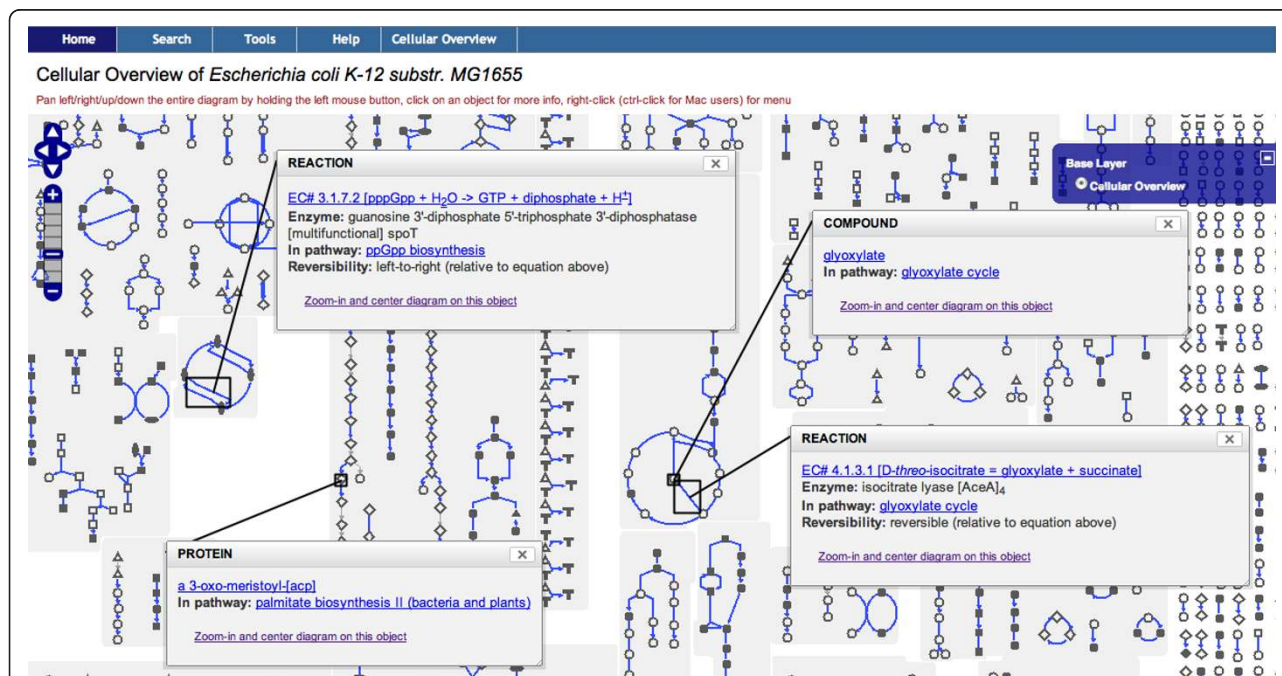 Home Search Tools Help Cellular Overview
Cellular Overview of Escherichia coli K-12 substr. MG1655
Pan left/right/up/down the entire diagram by holding the left mouse button, click on an object for more info, right-click (ctrl-click for Mac users) for menu
Base Layer
Cellular Overview
REACTION
EC# 3.1.7.2 [pppGpp + H2O -> GTP + diphosphate + H+]
Enzyme: guanosine 3'-diphosphate 5'-triphosphate 3'-diphosphatase
[multifunctional] spoT
In pathway: ppGpp biosynthesis
Reversibility: left-to-right (relative to equation above)
Zoom-in and center diagram on this object
COMPOUND
glyoxylate
In pathway: glyoxylate cycle
Zoom-in and center diagram on this object
REACTION
EC# 4.1.3.1 [D-threo-isocitrate = glyoxylate + succinate]
Enzyme: isocitrate lyase [AceA]4
In pathway: glyoxylate cycle
Reversibility: reversible (relative to equation above)
Zoom-in and center diagram on this object
PROTEIN
a 3-oxo-meristoyl-[acp]
In pathway: palmitate biosynthesis II (bacteria and plants)
Zoom-in and center diagram on this object